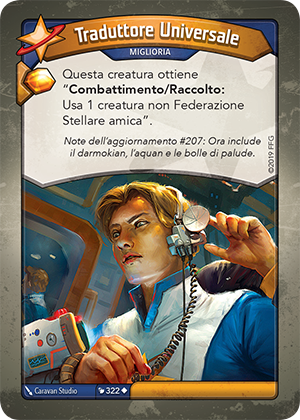 Traduttore Universale
MIGLIORIA
Questa creatura ottiene
“Combattimento/Raccolto:
Usa 1 creatura non Federazione
Stellare amica”.
Note dell’aggiornamento #207: Ora include
il darmokian, l’aquan e le bolle di palude.
©2019 FFG
Caravan Studio
322